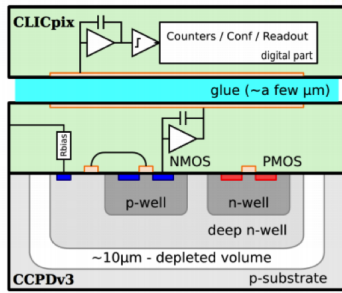 CLICpix
Counters / Conf / Readout
digital part
glue (~a few μm)
Rbias
NMOS
PMOS
p-well
n-well
deep n-well
~10μm - depleted volume
CCPDv3
p-substrate